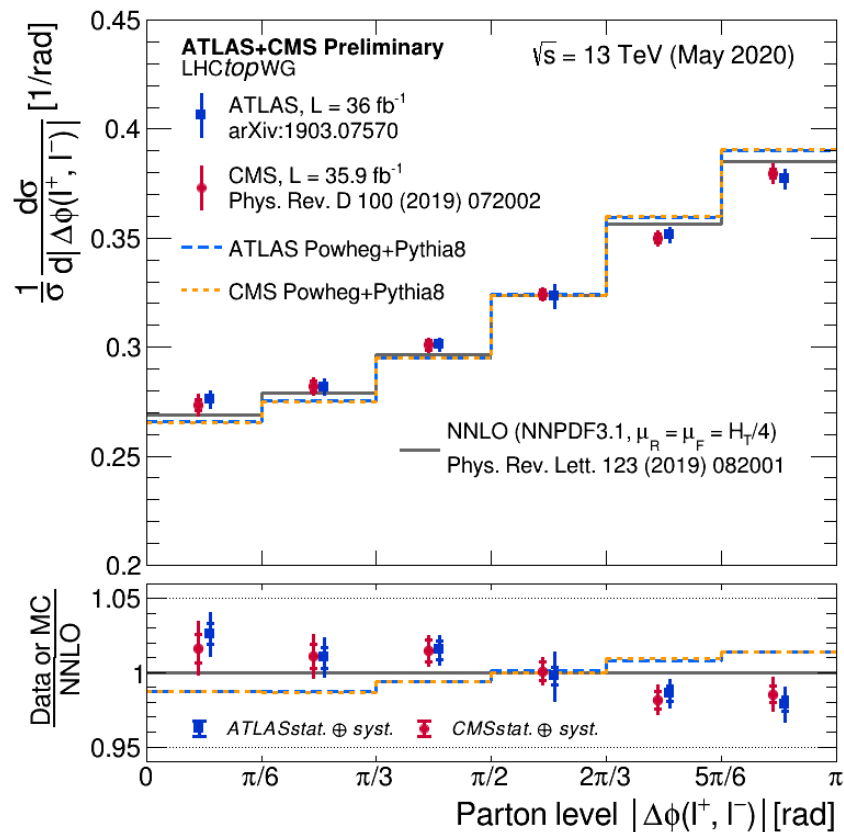 ATLAS+CMS Preliminary
LHCtopWG
√s = 13 TeV (May 2020)
ATLAS, L = 36 fb⁻¹
arXiv:1903.07570
CMS, L = 35.9 fb⁻¹
Phys. Rev. D 100 (2019) 072002
ATLAS Powheg+Pythia8
CMS Powheg+Pythia8
NNLO (NNPDF3.1, μ_R = μ_F = H_T/4)
Phys. Rev. Lett. 123 (2019) 082001
1/σ dσ/d|Δϕ(l⁺, l⁻)| [1/rad]
0.45
0.4
0.35
0.3
0.25
0.2
Data or MC
NNLO
1.05
1
0.95
ATLASstat. ⊕ syst.
CMSstat. ⊕ syst.
0 π/6 π/3 π/2 2π/3 5π/6 π
Parton level |Δϕ(l⁺, l⁻)| [rad]